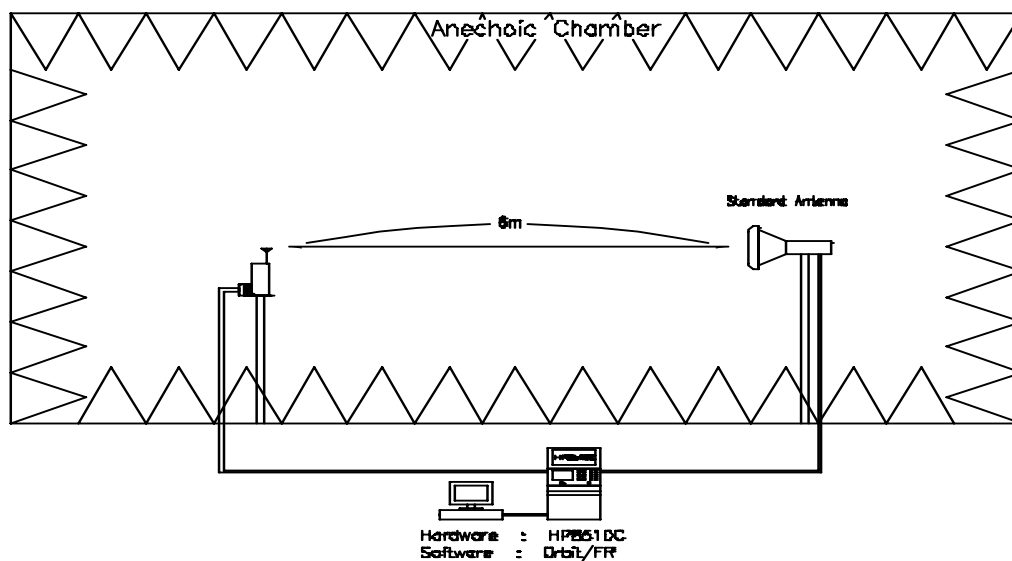 Anechoic Chamber
Standard Antenna
6m
Hardware : HP8510C
Software : Orbit/FR